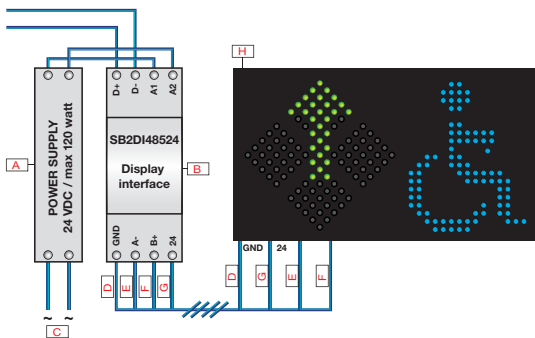 H
D+ D- A1 A2
POWER SUPPLY
24 VDC / max 120 watt
SB2DI48524
Display
interface
A
B
GND A- B+ 24
GND 24
D E F G
D G E F
~ ~
C